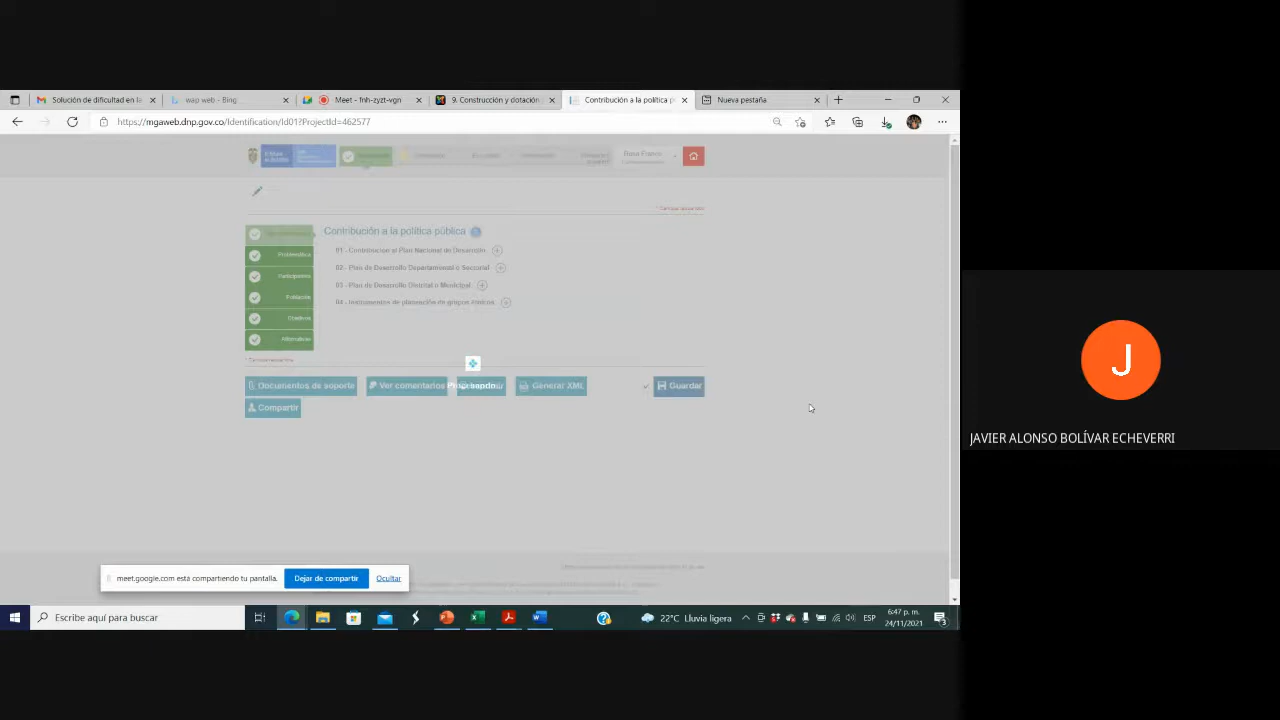 Solución de dificultad en la
wap web - Bing
Meet - fnh-zyzt-vgn
9. Construcción y dotación
Contribución a la política p
Nueva pestaña
https://mgaweb.dnp.gov.co/Identification/Id01?ProjectId=462577
Contribución a la política pública
01 - Contribución al Plan Nacional de Desarrollo
02 - Plan de Desarrollo Departamental o Sectorial
03 - Plan de Desarrollo Distrital o Municipal
04 - Instrumentos de planeación de grupos étnicos
Problemática
Participantes
Población
Objetivos
Alternativas
Documentos de soporte
Ver comentarios
Procesando...
Generar XML
Guardar
Compartir
J
JAVIER ALONSO BOLÍVAR ECHEVERRI
meet.google.com está compartiendo tu pantalla.
Dejar de compartir
Ocultar
Escribe aquí para buscar
22°C Lluvia ligera
ESP
6:47 p. m.
24/11/2021
3